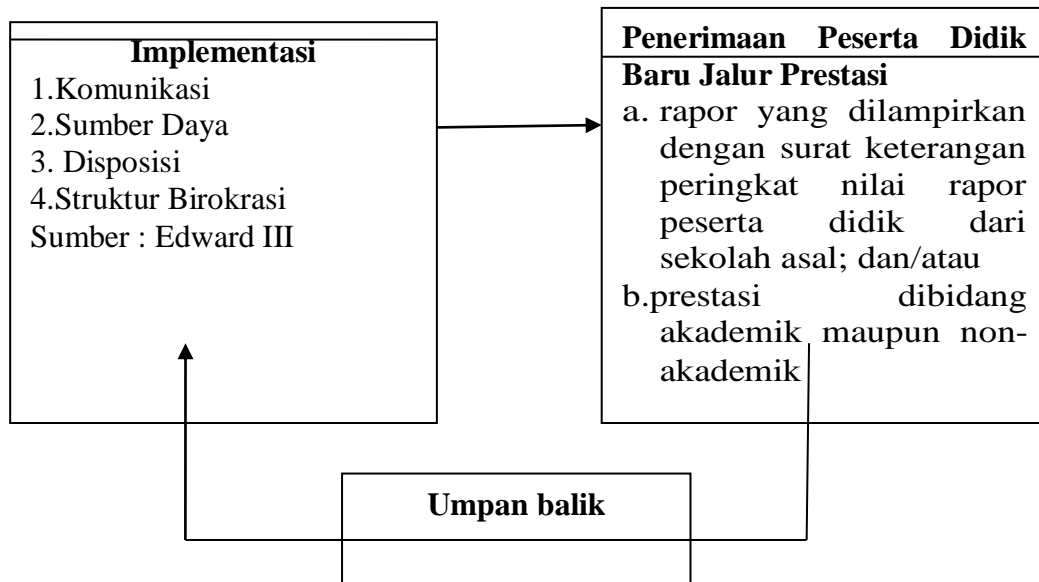 Implementasi
1.Komunikasi
2.Sumber Daya
3. Disposisi
4.Struktur Birokrasi
Sumber : Edward III
Penerimaan Peserta Didik
Baru Jalur Prestasi
a. rapor yang dilampirkan
dengan surat keterangan
peringkat nilai rapor
peserta didik dari
sekolah asal; dan/atau
b.prestasi dibidang
akademik maupun non-
akademik
Umpan balik